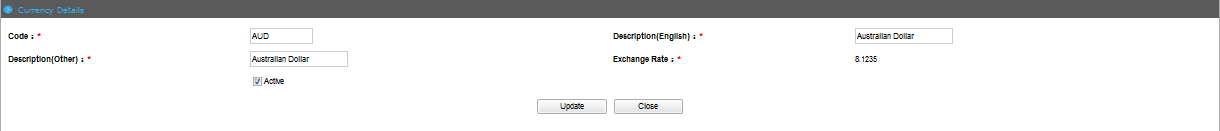 Currency Details
Code : * AUD Description(English) : * Australian Dollar
Description(Other) : * Australian Dollar Exchange Rate : * 8.1235
Active
Update Close